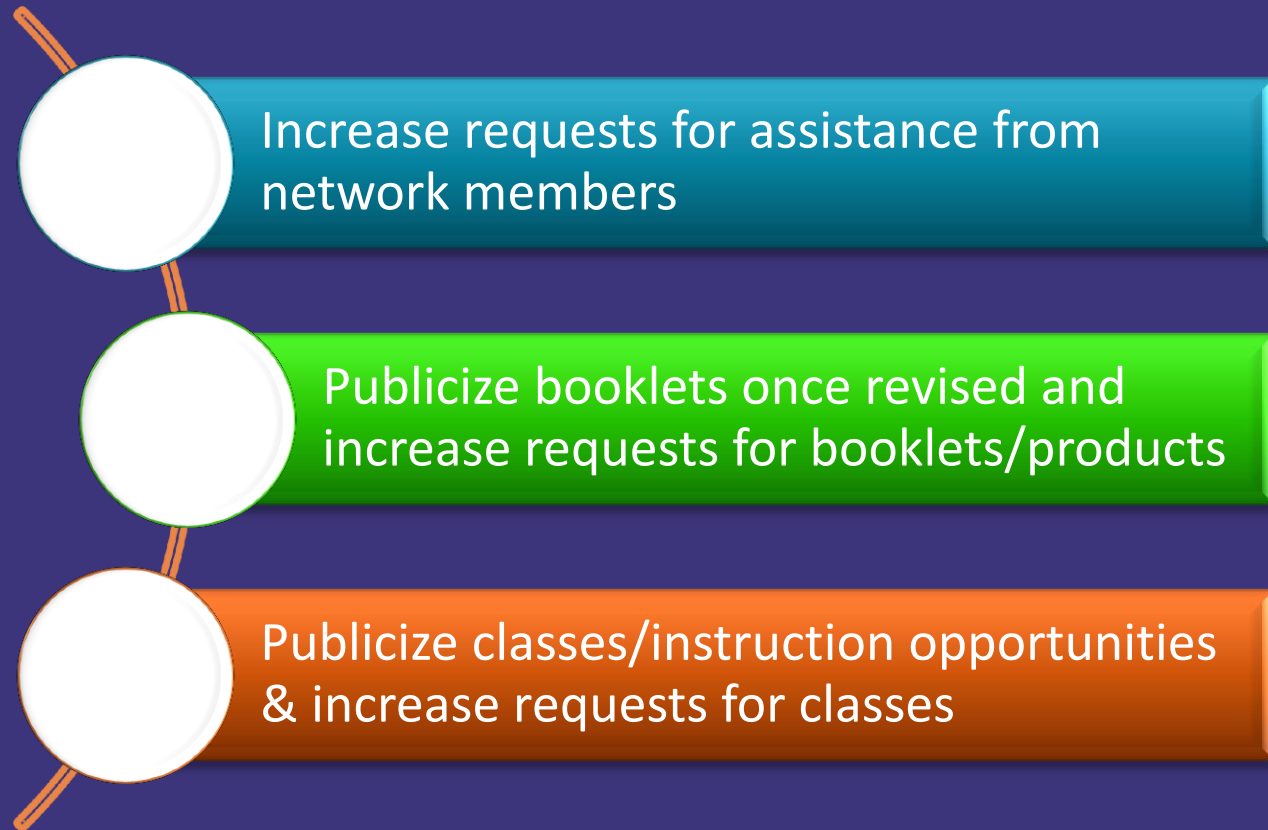 Increase requests for assistance from
network members
Publicize booklets once revised and
increase requests for booklets/products
Publicize classes/instruction opportunities
& increase requests for classes